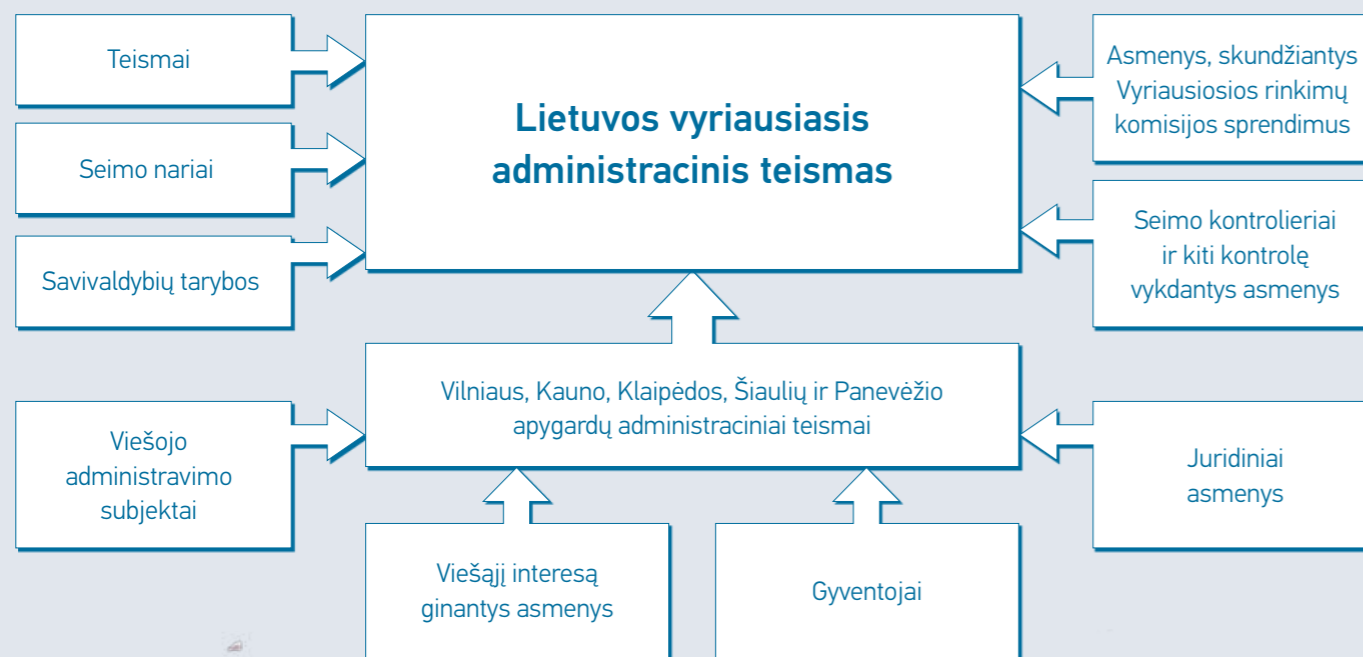 Teismai
Seimo nariai
Savivaldybių tarybos
Lietuvos vyriausiasis
administracinis teismas
Asmenys, skundžiantys
Vyriausiosios rinkimų
komisijos sprendimus
Seimo kontrolieriai
ir kiti kontrolę
vykdantys asmenys
Vilniaus, Kauno, Klaipėdos, Šiaulių ir Panevėžio
apygardų administraciniai teismai
Viešojo
administravimo
subjektai
Juridiniai
asmenys
Viešąjį interesą
ginantys asmenys
Gyventojai